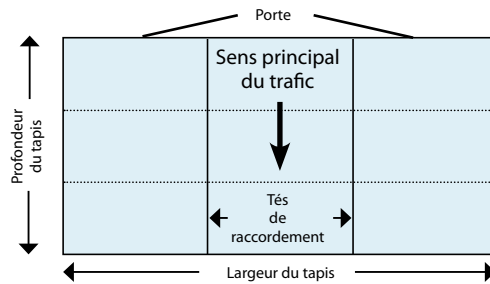 Porte
Sens principal
du trafic
Profondeur
du tapis
Tés
de
raccordement
Largeur du tapis